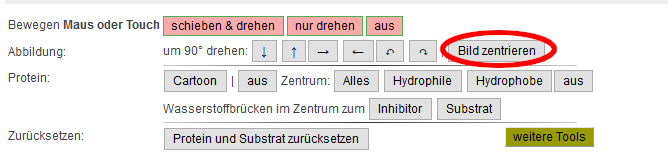 Bewegen Maus oder Touch schieben & drehen nur drehen aus
Abbildung: um 90° drehen: ↓ ↑ → ← ↶ ↷ Bild zentrieren
Protein: Cartoon | aus Zentrum: Alles Hydrophile Hydrophobe aus
Wasserstoffbrücken im Zentrum zum Inhibitor Substrat
Zurücksetzen: Protein und Substrat zurücksetzen weitere Tools